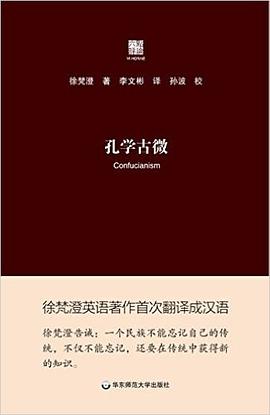 徐梵澄 著 李文彬 译 孙波 校
孔学古微
Confucianism
徐梵澄英语著作首次翻译成汉语
徐梵澄告诫：一个民族不能忘记自己的传
统，不仅不能忘记，还要在传统中获得新
的知识。
华东师范大学出版社